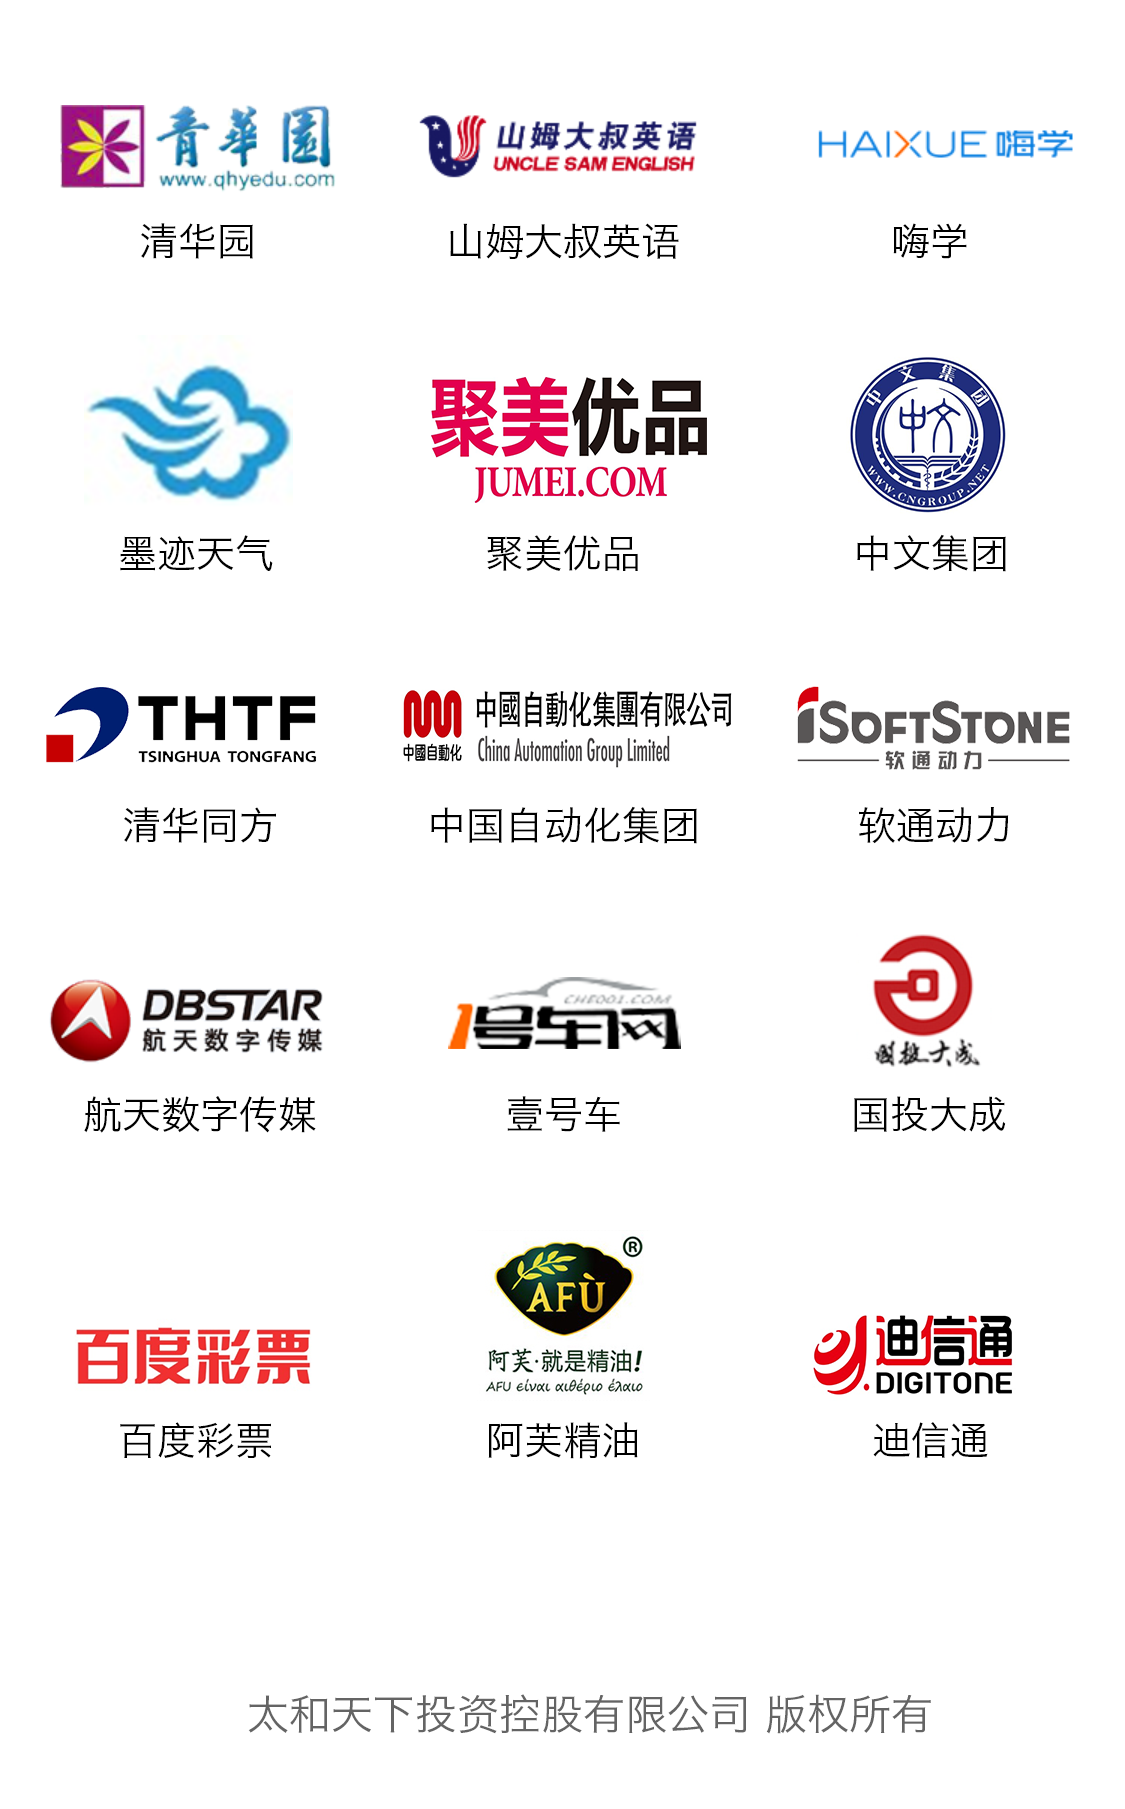 青華園
www.qhyedu.com
山姆大叔英语
UNCLE SAM ENGLISH
HAIXUE 嗨学
清华园
山姆大叔英语
嗨学
聚美优品
JUMEI.COM
中文集团
中文
WWW.CNGROUP.NET
墨迹天气
聚美优品
中文集团
THTF
TSINGHUA TONGFANG
中國自動化
中國自動化集團有限公司
China Automation Group Limited
iSOFTSTONE
软通动力
清华同方
中国自动化集团
软通动力
DBSTAR
航天数字传媒
CHE001.COM
1号车网
国投大成
航天数字传媒
壹号车
国投大成
百度彩票
AFÙ
®
阿芙·就是精油!
AFU είναι αιθέριο έλαιο
迪信通
DIGITONE
百度彩票
阿芙精油
迪信通
太和天下投资控股有限公司 版权所有